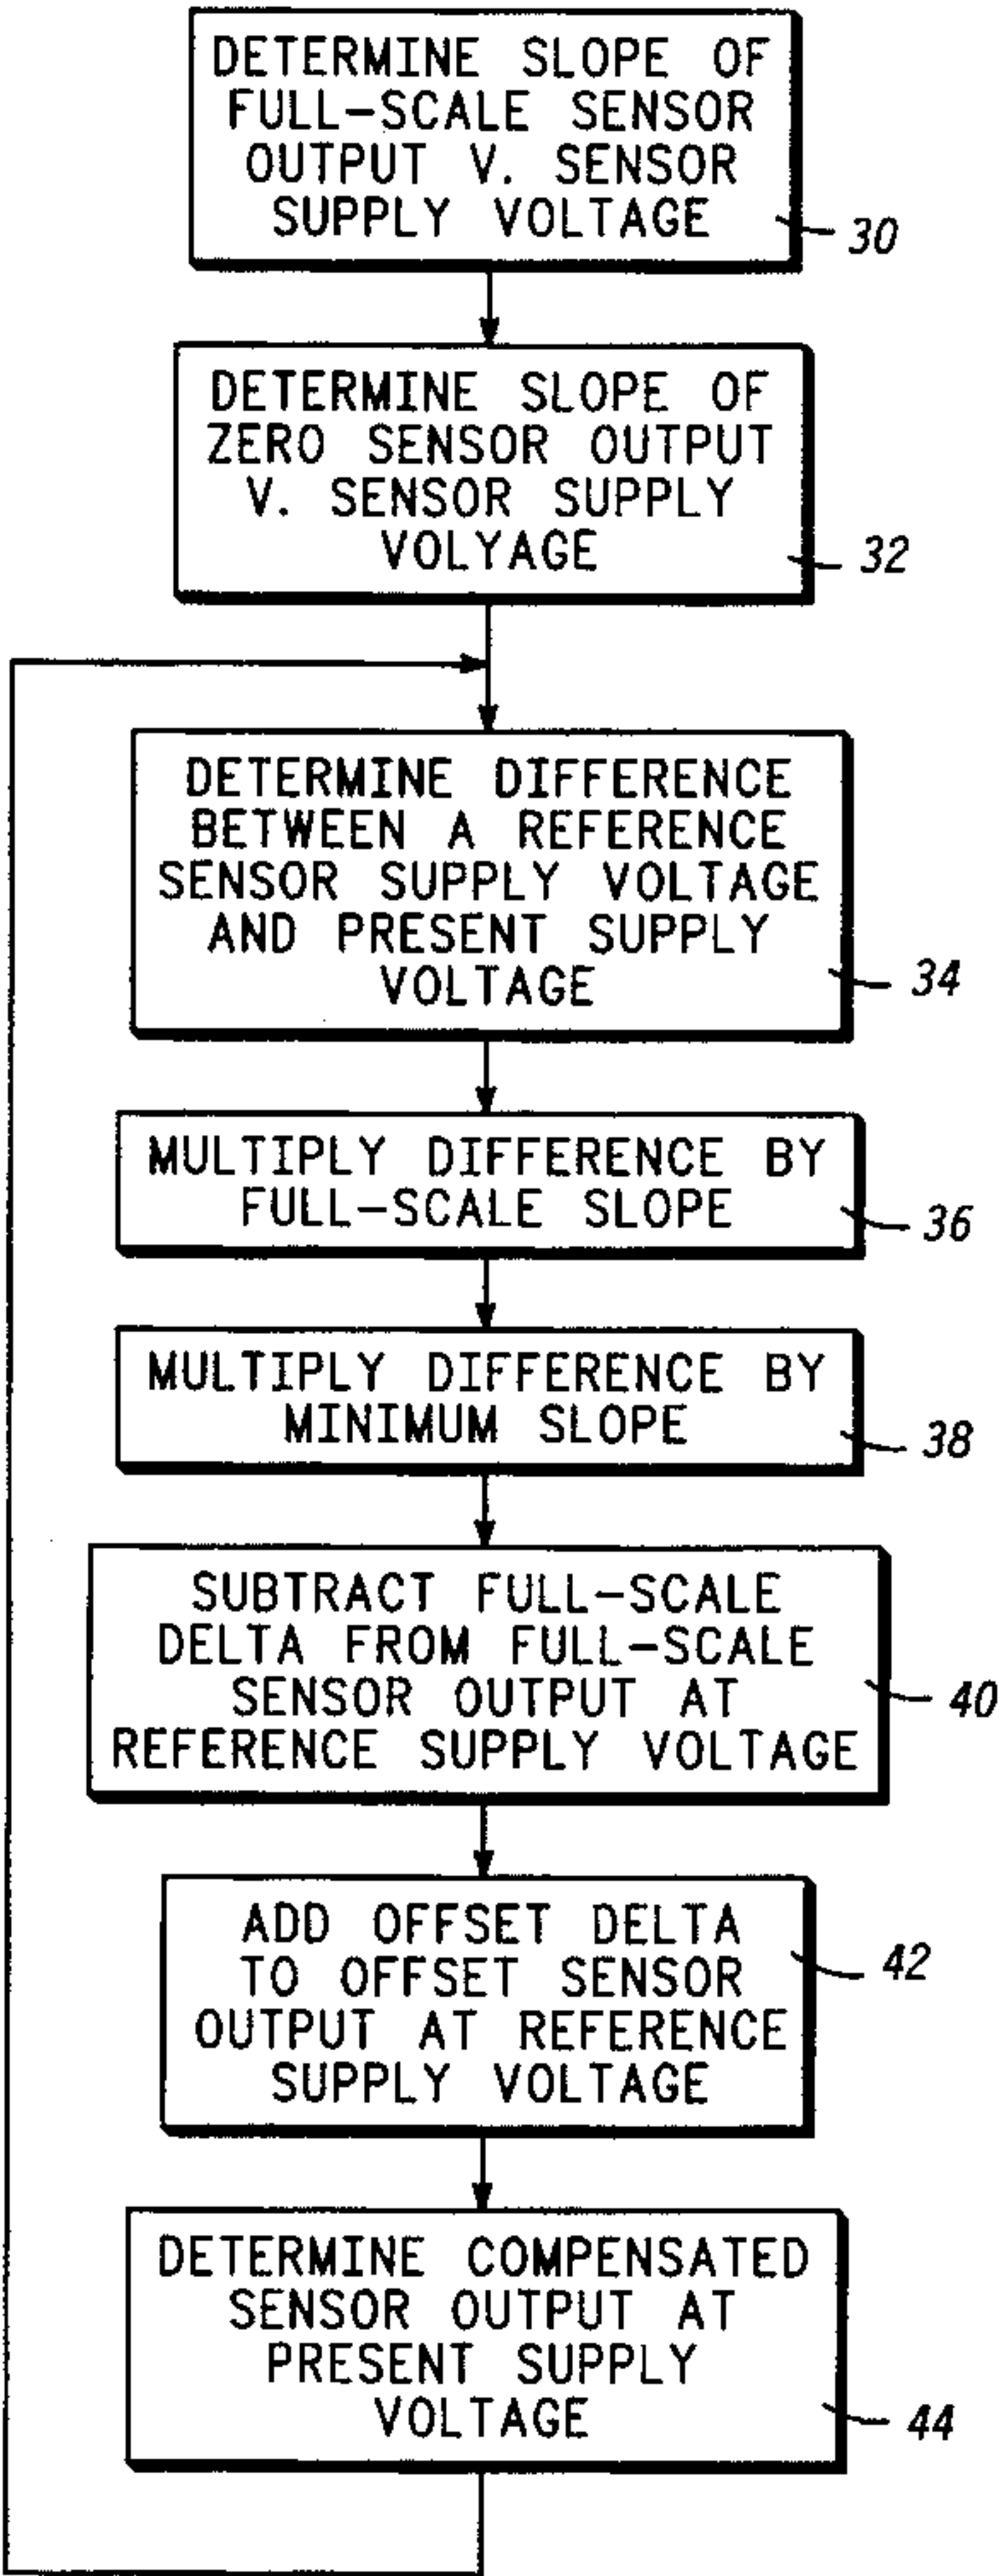 DETERMINE SLOPE OF
FULL-SCALE SENSOR
OUTPUT V. SENSOR
SUPPLY VOLTAGE
30
DETERMINE SLOPE OF
ZERO SENSOR OUTPUT
V. SENSOR SUPPLY
VOLYAGE
32
DETERMINE DIFFERENCE
BETWEEN A REFERENCE
SENSOR SUPPLY VOLTAGE
AND PRESENT SUPPLY
VOLTAGE
34
MULTIPLY DIFFERENCE BY
FULL-SCALE SLOPE
36
MULTIPLY DIFFERENCE BY
MINIMUM SLOPE
38
SUBTRACT FULL-SCALE
DELTA FROM FULL-SCALE
SENSOR OUTPUT AT
REFERENCE SUPPLY VOLTAGE
40
ADD OFFSET DELTA
TO OFFSET SENSOR
OUTPUT AT REFERENCE
SUPPLY VOLTAGE
42
DETERMINE COMPENSATED
SENSOR OUTPUT AT
PRESENT SUPPLY
VOLTAGE
44